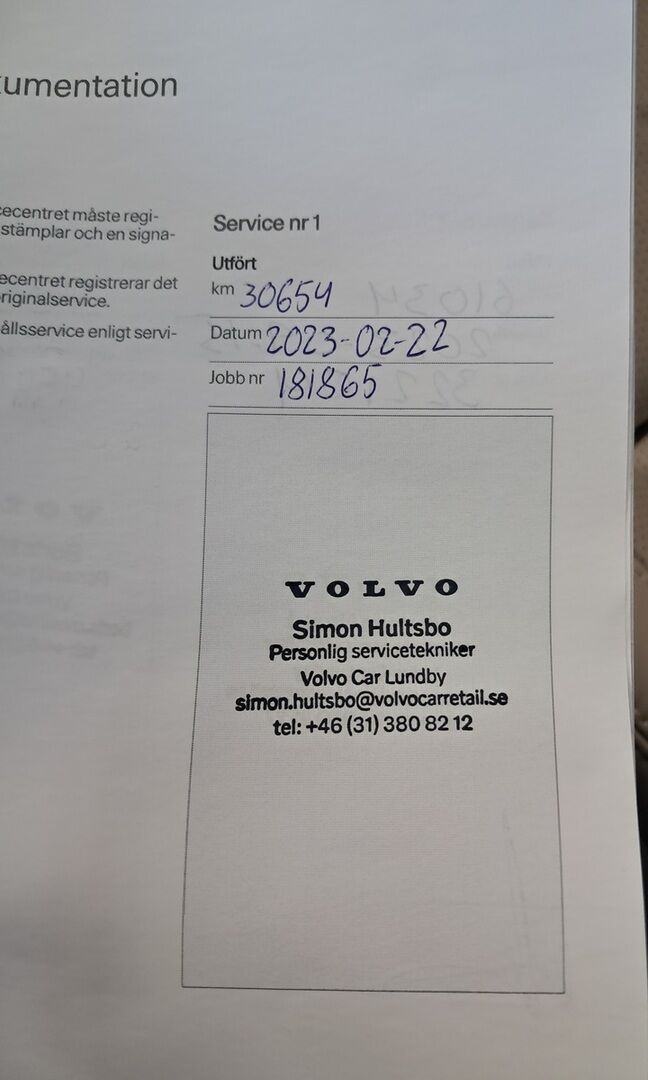 umentation
ecentret måste regi-
stämplar och en signa-
ecentret registrerar det
riginalservice.
ållsservice enligt servi-
Service nr 1
Utfört
km 30654
Datum 2023-02-22
Jobb nr 181865
VOLVO
Simon Hultsbo
Personlig servicetekniker
Volvo Car Lundby
simon.hultsbo@volvocarretail.se
tel: +46 (31) 380 82 12